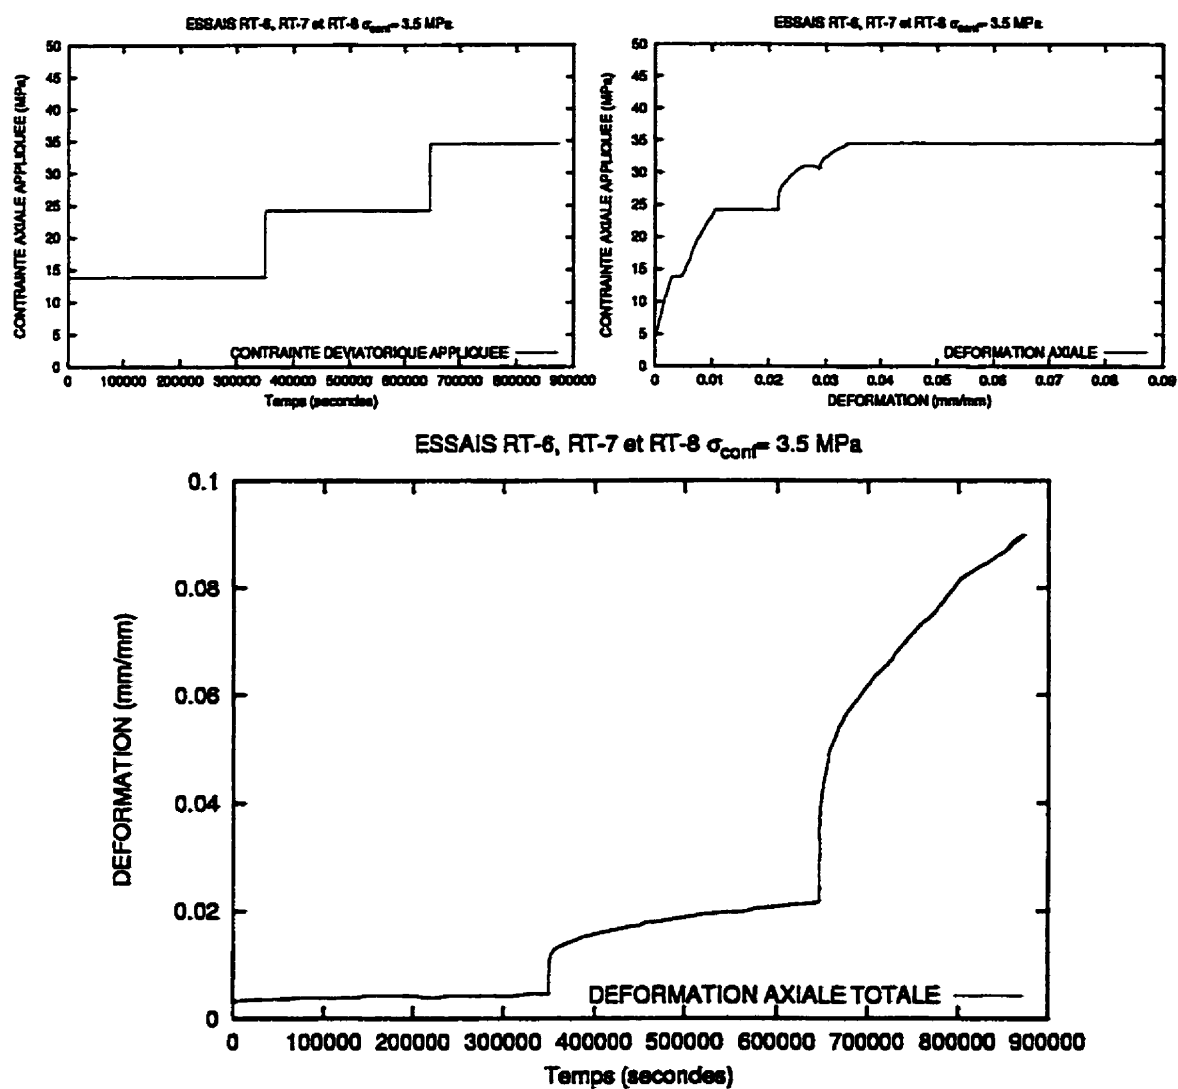 ESSAIS RT-6, RT-7 et RT-8 σconf= 3.5 MPa
50
45
40
35
30
25
20
15
10
5
0
CONTRAINTE AXIALE APPLIQUEE (MPa)
CONTRAINTE DEVIATORIQUE APPLIQUEE
0 100000 200000 300000 400000 500000 600000 700000 800000 900000
Temps (secondes)
ESSAIS RT-6, RT-7 et RT-8 σconf= 3.5 MPa
50
45
40
35
30
25
20
15
10
5
0
CONTRAINTE AXIALE APPLIQUEE (MPa)
DEFORMATION AXIALE
0 0.01 0.02 0.03 0.04 0.05 0.06 0.07 0.08 0.09
DEFORMATION (mm/mm)
ESSAIS RT-6, RT-7 et RT-8 σconf= 3.5 MPa
0.1
0.08
0.06
0.04
0.02
0
DEFORMATION (mm/mm)
DEFORMATION AXIALE TOTALE
0 100000 200000 300000 400000 500000 600000 700000 800000 900000
Temps (secondes)